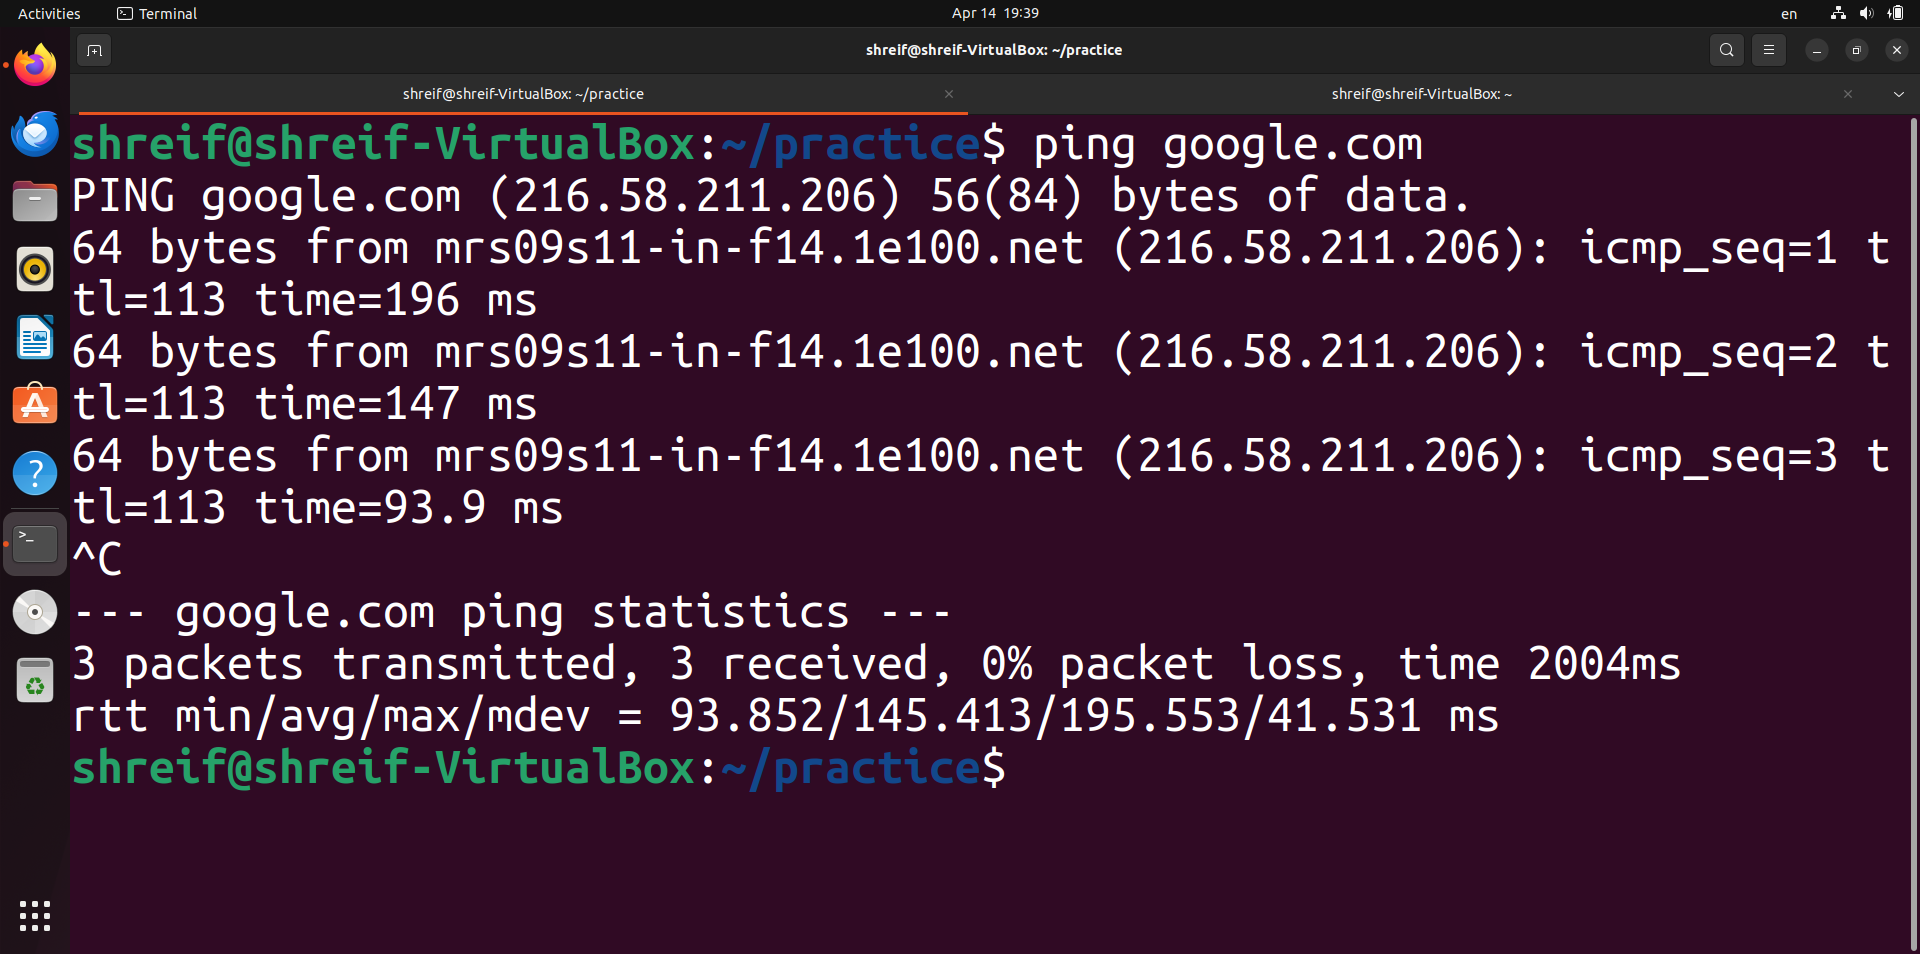 Activities Terminal Apr 14 19:39 en
shreif@shreif-VirtualBox: ~/practice
shreif@shreif-VirtualBox: ~/practice shreif@shreif-VirtualBox: ~
shreif@shreif-VirtualBox:~/practice$ ping google.com
PING google.com (216.58.211.206) 56(84) bytes of data.
64 bytes from mrs09s11-in-f14.1e100.net (216.58.211.206): icmp_seq=1 t
tl=113 time=196 ms
64 bytes from mrs09s11-in-f14.1e100.net (216.58.211.206): icmp_seq=2 t
tl=113 time=147 ms
64 bytes from mrs09s11-in-f14.1e100.net (216.58.211.206): icmp_seq=3 t
tl=113 time=93.9 ms
^C
--- google.com ping statistics ---
3 packets transmitted, 3 received, 0% packet loss, time 2004ms
rtt min/avg/max/mdev = 93.852/145.413/195.553/41.531 ms
shreif@shreif-VirtualBox:~/practice$